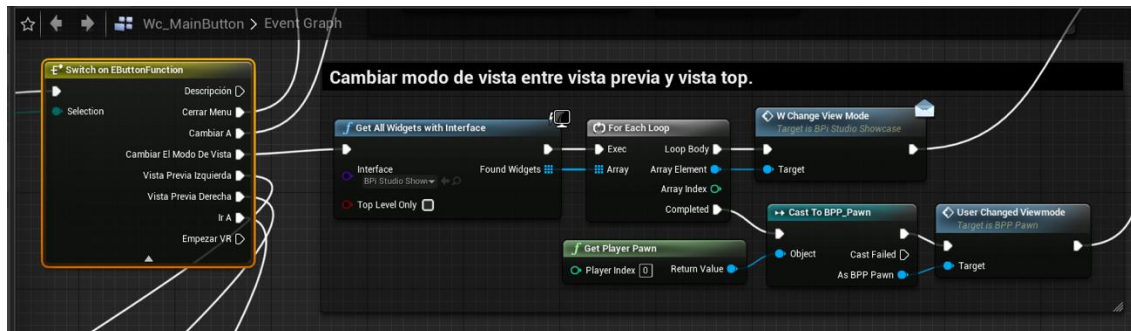 Wc_MainButton > Event Graph
Switch on EButtonFunction
Selection
Descripción
Cerrar Menu
Cambiar A
Cambiar El Modo De Vista
Vista Previa Izquierda
Vista Previa Derecha
Ir A
Empezar VR
Cambiar modo de vista entre vista previa y vista top.
f Get All Widgets with Interface
Interface
BPi Studio Show
Found Widgets
Top Level Only
For Each Loop
Exec
Loop Body
Array
Array Element
Array Index
Completed
W Change View Mode
Target is BPi Studio Showcase
Target
f Get Player Pawn
Player Index 0
Return Value
Cast To BPP_Pawn
Object
Cast Failed
As BPP Pawn
User Changed Viewmode
Target is BPP Pawn
Target